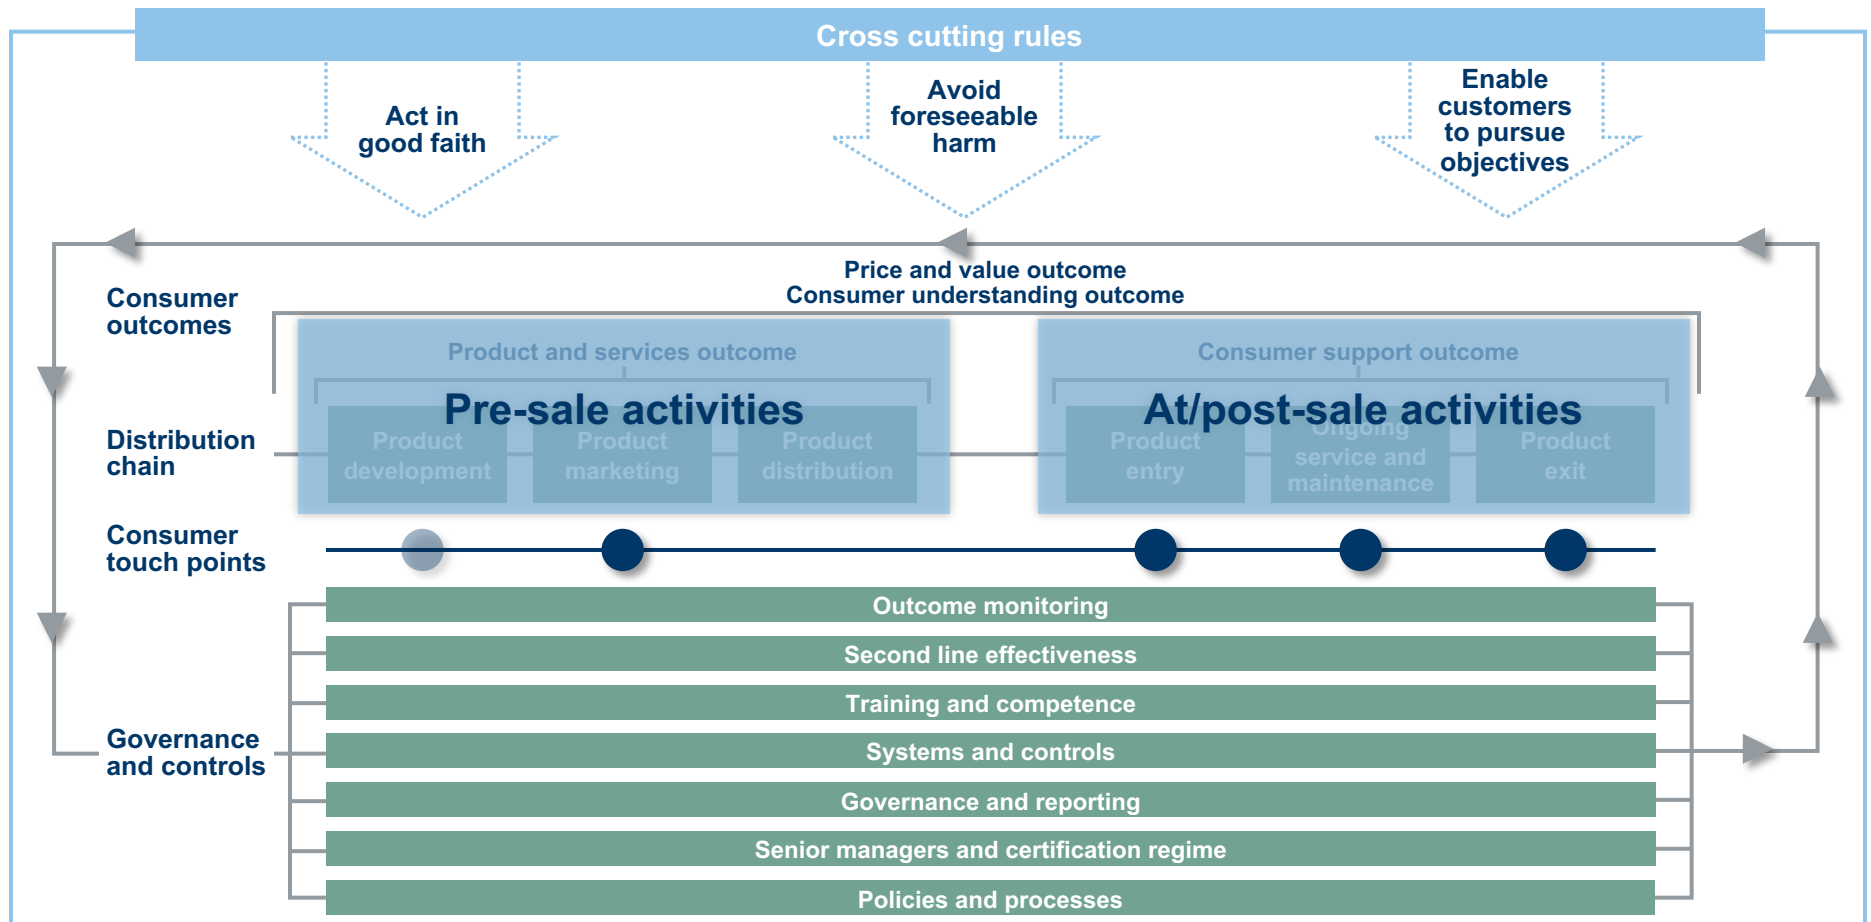 Cross cutting rules
Act in
good faith
Avoid
foreseeable
harm
Enable
customers
to pursue
objectives
Price and value outcome
Consumer understanding outcome
Consumer
outcomes
Product and services outcome
Consumer support outcome
Pre-sale activities
At/post-sale activities
Distribution
chain
Product
development
Product
marketing
Product
distribution
Product
entry
Ongoing
service and
maintenance
Product
exit
Consumer
touch points
Outcome monitoring
Second line effectiveness
Training and competence
Governance
and controls
Systems and controls
Governance and reporting
Senior managers and certification regime
Policies and processes